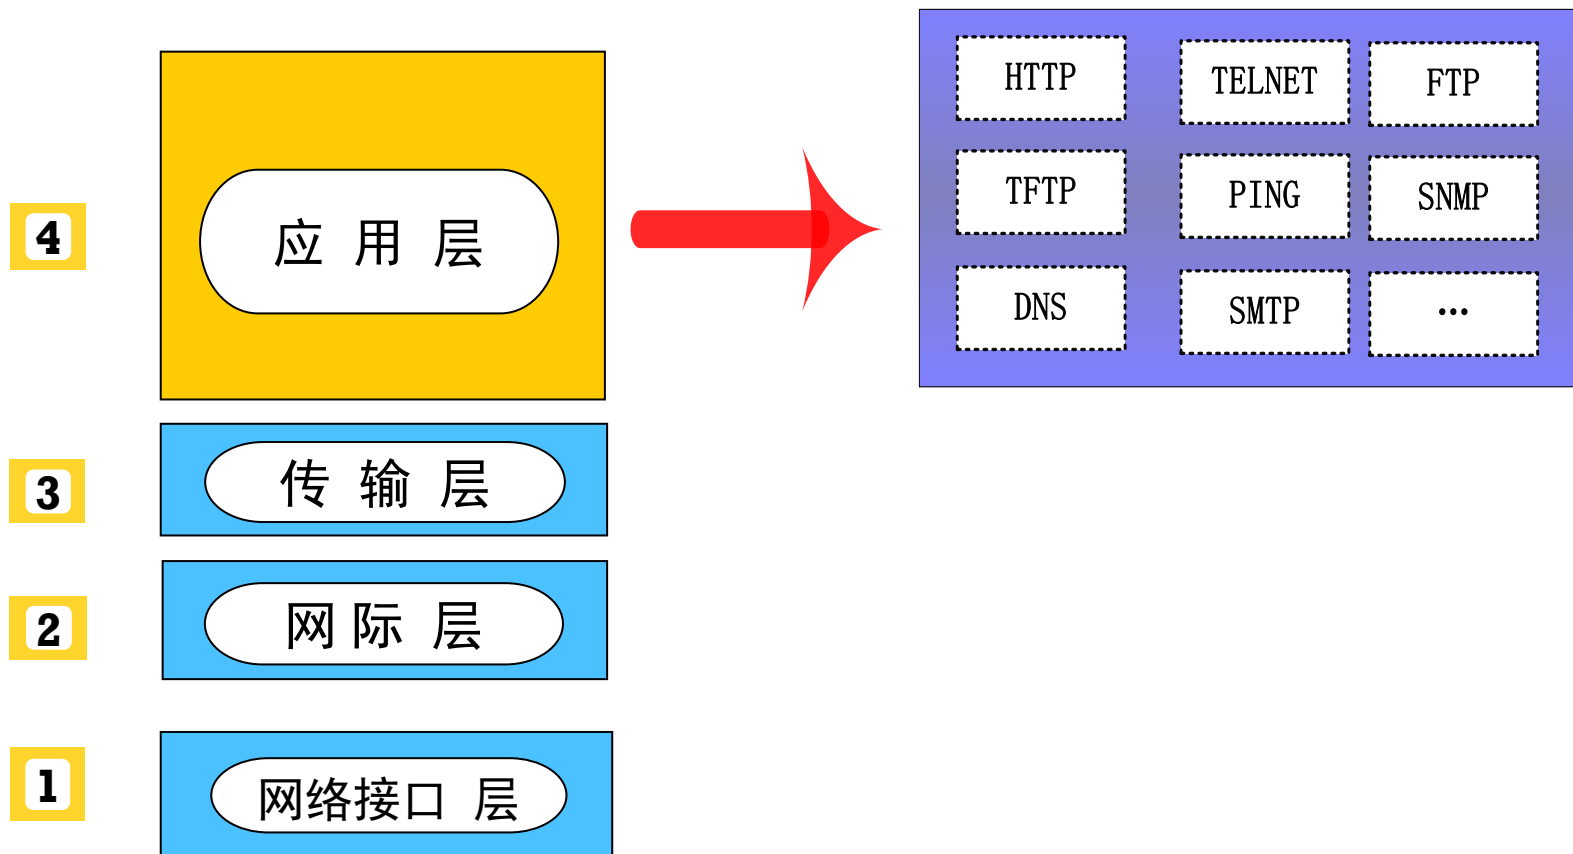 4
应 用 层
HTTP
TELNET
FTP
TFTP
PING
SNMP
DNS
SMTP
…
3
传 输 层
2
网 际 层
1
网络接口 层